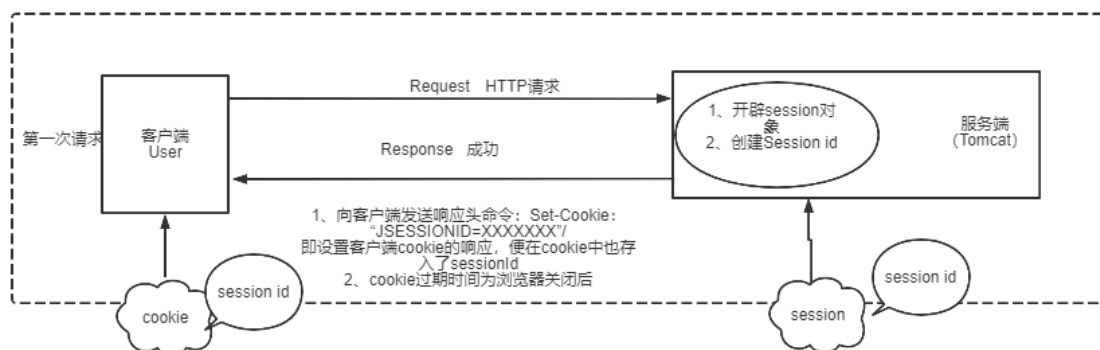 Request HTTP请求
第一次请求
客户端
User
1、开辟session对
象
2、创建Session id
服务端
（Tomcat）
Response 成功
1、向客户端发送响应头命令：Set-Cookie：
“JSESSIONID=XXXXXXX”/
即设置客户端cookie的响应，便在cookie中也存
入了sessionId
2、cookie过期时间为浏览器关闭后
session id
cookie
session id
session